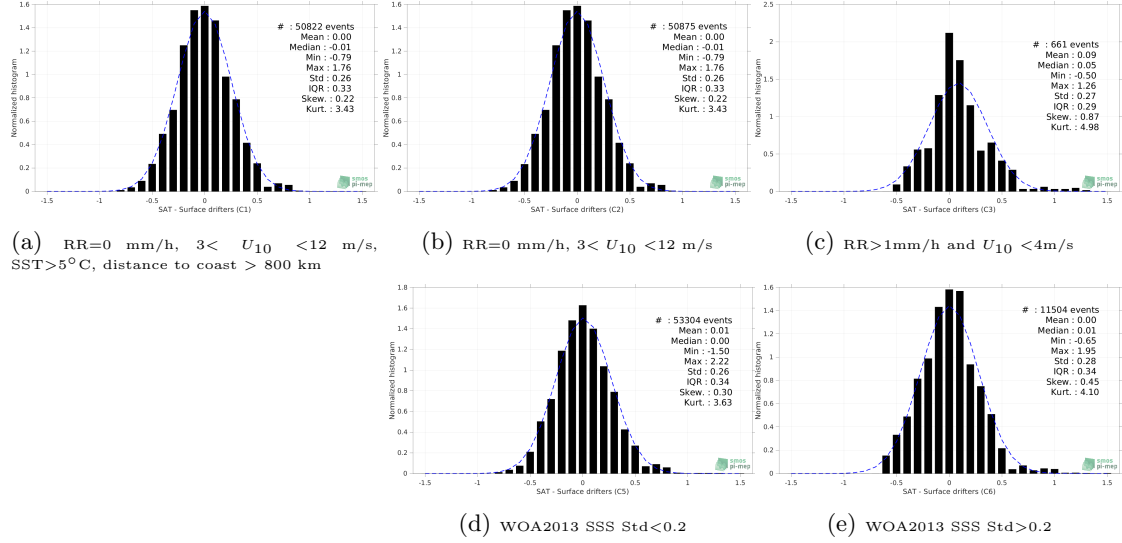 1.6
1.4
1.2
1
0.8
0.6
0.4
0.2
0
Normalized histogram
# : 50822 events
Mean : 0.00
Median : -0.01
Min : -0.79
Max : 1.76
Std : 0.26
IQR : 0.33
Skew. : 0.22
Kurt. : 3.43
smos
pi-mep
-1.5 -1 -0.5 0 0.5 1 1.5
SAT - Surface drifters (C1)
(a) RR=0 mm/h, 3< U10 <12 m/s,
SST>5°C, distance to coast > 800 km
1.6
1.4
1.2
1
0.8
0.6
0.4
0.2
0
Normalized histogram
# : 50875 events
Mean : 0.00
Median : -0.01
Min : -0.79
Max : 1.76
Std : 0.26
IQR : 0.33
Skew. : 0.22
Kurt. : 3.43
smos
pi-mep
-1.5 -1 -0.5 0 0.5 1 1.5
SAT - Surface drifters (C2)
(b) RR=0 mm/h, 3< U10 <12 m/s
2.5
2
1.5
1
0.5
0
Normalized histogram
# : 661 events
Mean : 0.09
Median : 0.05
Min : -0.50
Max : 1.26
Std : 0.27
IQR : 0.29
Skew. : 0.87
Kurt. : 4.98
smos
pi-mep
-1.5 -1 -0.5 0 0.5 1 1.5
SAT - Surface drifters (C3)
(c) RR>1mm/h and U10 <4m/s
1.8
1.6
1.4
1.2
1
0.8
0.6
0.4
0.2
0
Normalized histogram
# : 53304 events
Mean : 0.01
Median : 0.00
Min : -1.50
Max : 2.22
Std : 0.26
IQR : 0.34
Skew. : 0.30
Kurt. : 3.63
smos
pi-mep
-1.5 -1 -0.5 0 0.5 1 1.5
SAT - Surface drifters (C5)
(d) WOA2013 SSS Std<0.2
1.6
1.4
1.2
1
0.8
0.6
0.4
0.2
0
Normalized histogram
# : 11504 events
Mean : 0.00
Median : 0.01
Min : -0.65
Max : 1.95
Std : 0.28
IQR : 0.34
Skew. : 0.45
Kurt. : 4.10
smos
pi-mep
-1.5 -1 -0.5 0 0.5 1 1.5
SAT - Surface drifters (C6)
(e) WOA2013 SSS Std>0.2